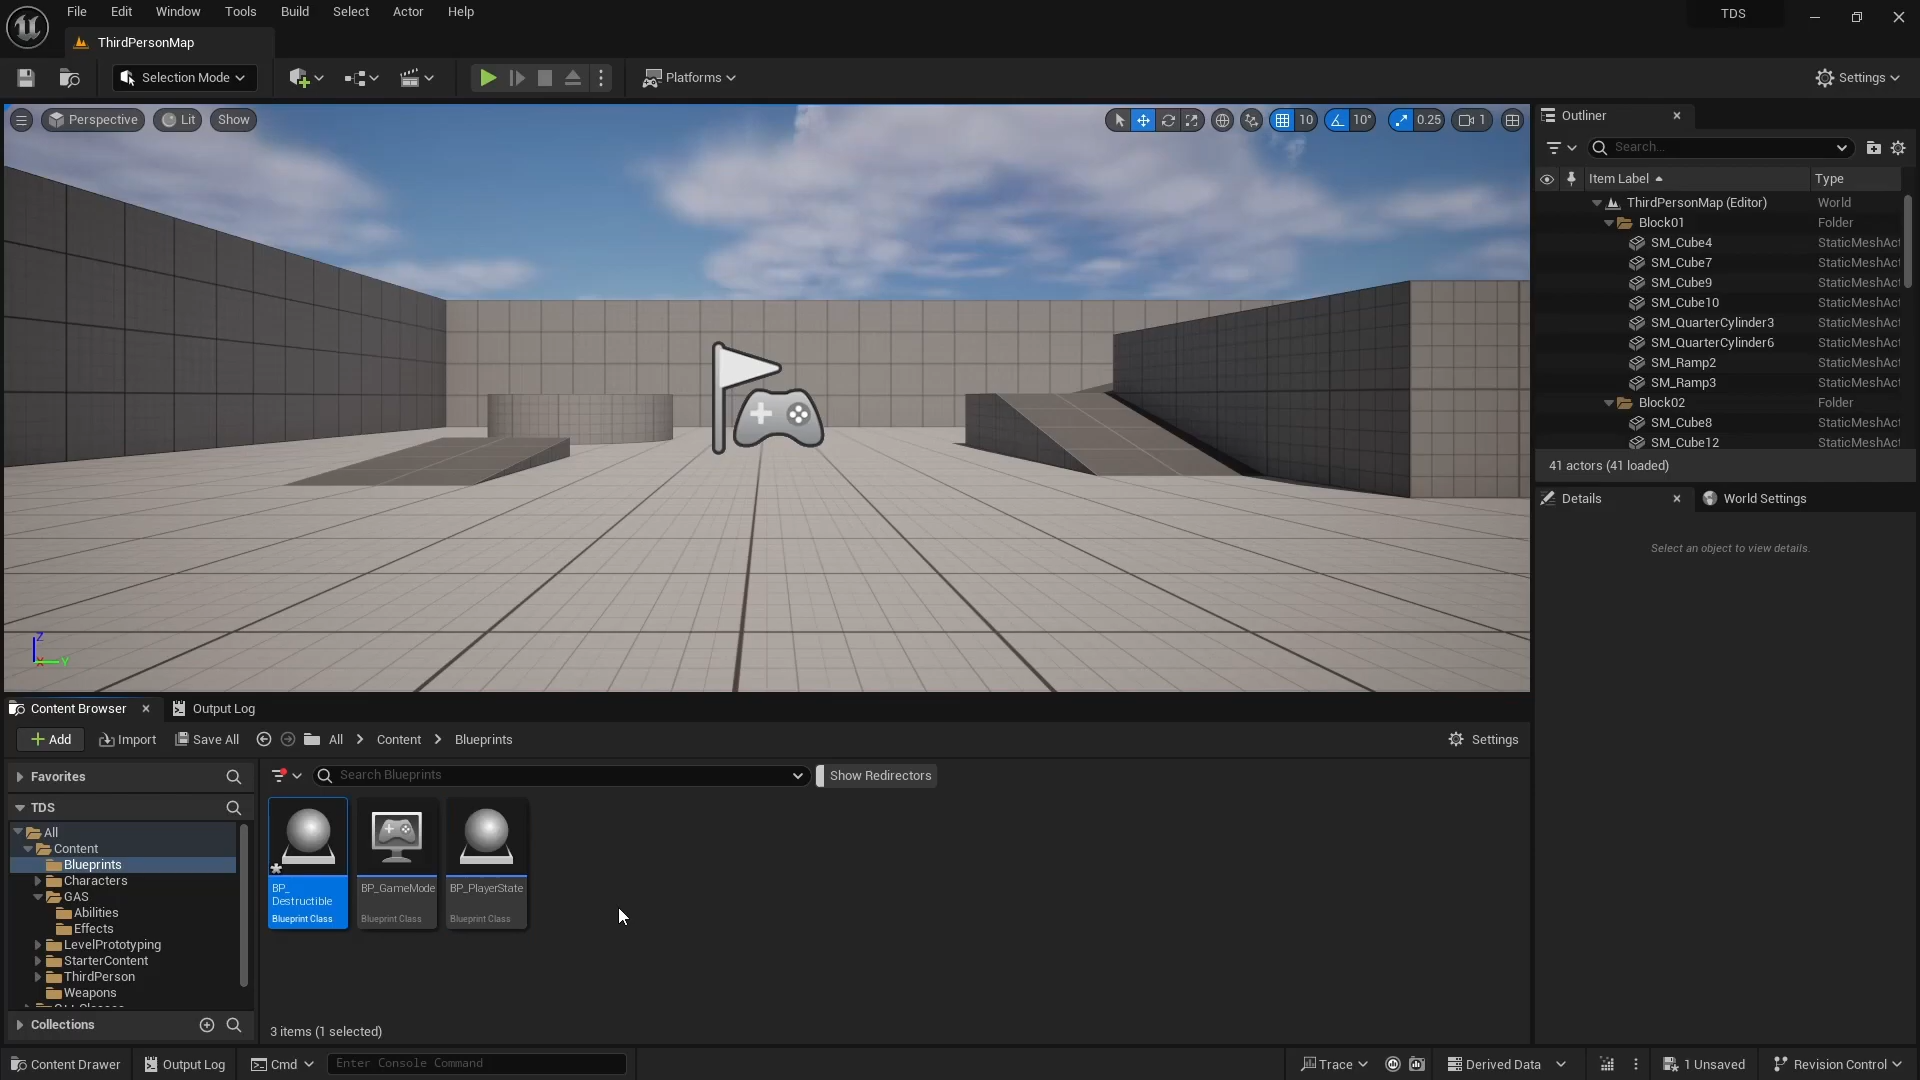 File Edit Window Tools Build Select Actor Help
TDS
ThirdPersonMap
Selection Mode
Platforms
Settings
Perspective
Lit
Show
10
10°
0.25
1
Outliner
Search...
Item Label
Type
ThirdPersonMap (Editor) World
Block01 Folder
SM_Cube4 StaticMeshAct
SM_Cube7 StaticMeshAct
SM_Cube9 StaticMeshAct
SM_Cube10 StaticMeshAct
SM_QuarterCylinder3 StaticMeshAct
SM_QuarterCylinder6 StaticMeshAct
SM_Ramp2 StaticMeshAct
SM_Ramp3 StaticMeshAct
Block02 Folder
SM_Cube8 StaticMeshAct
SM_Cube12 StaticMeshAct
41 actors (41 loaded)
Details
World Settings
Select an object to view details.
Z
Y
Content Browser
Output Log
Add
Import
Save All
All
Content
Blueprints
Settings
Favorites
Search Blueprints
Show Redirectors
TDS
All
Content
Blueprints
Characters
GAS
Abilities
Effects
LevelPrototyping
StarterContent
ThirdPerson
Weapons
Collections
BP_
Destructible
Blueprint Class
BP_GameMode
Blueprint Class
BP_PlayerState
Blueprint Class
3 items (1 selected)
Content Drawer
Output Log
Cmd
Enter Console Command
Trace
Derived Data
1 Unsaved
Revision Control